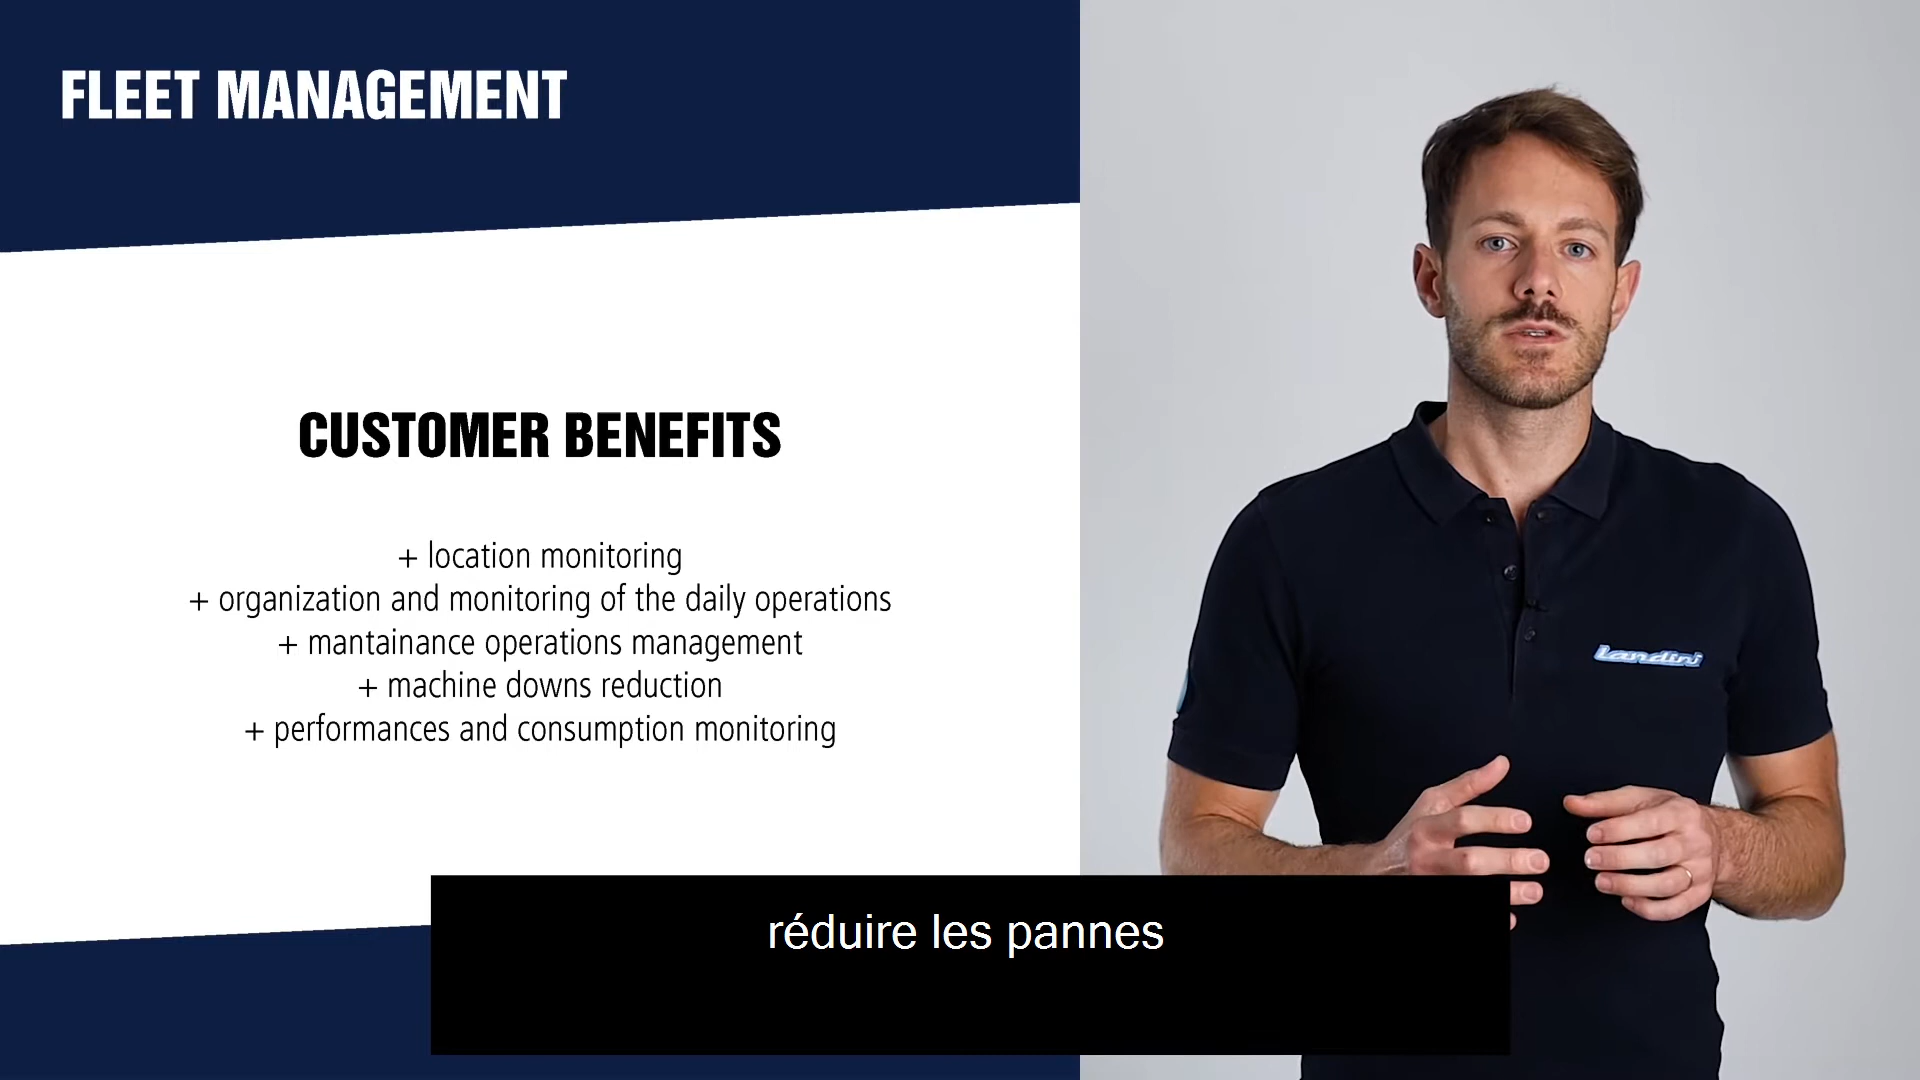 FLEET MANAGEMENT
CUSTOMER BENEFITS
+ location monitoring
+ organization and monitoring of the daily operations
+ mantainance operations management
+ machine downs reduction
+ performances and consumption monitoring
Landini
réduire les pannes